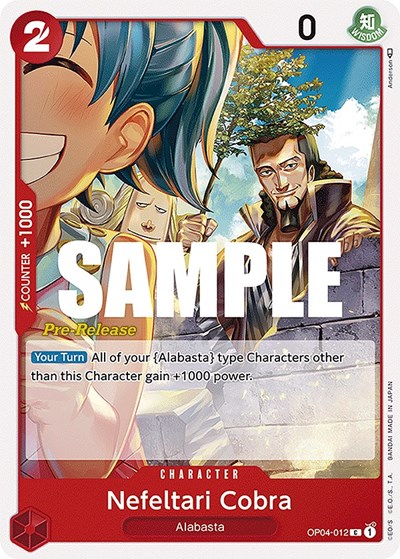 2
0
知
WISDOM
Anderson
COUNTER +1000
SAMPLE
Pre-Release
Your Turn All of your {Alabasta} type Characters other
than this Character gain +1000 power.
CHARACTER
Nefeltari Cobra
Alabasta
OP04-012 C 1
©E.O./S., T.A. BANDAI MADE IN JAPAN
©EO/S